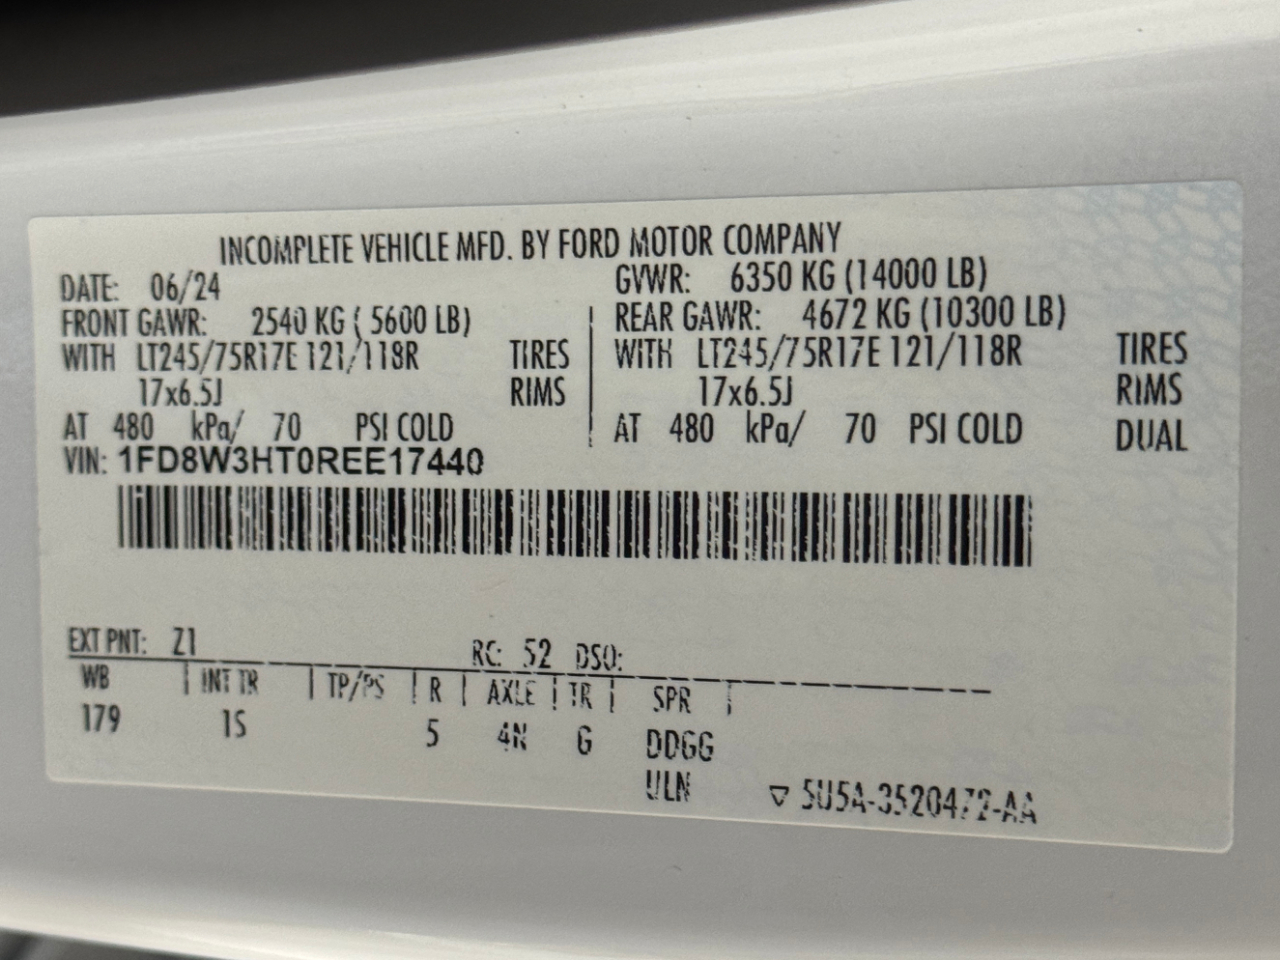 INCOMPLETE VEHICLE MFD. BY FORD MOTOR COMPANY
DATE: 06/24 GVWR: 6350 KG (14000 LB)
FRONT GAWR: 2540 KG ( 5600 LB) REAR GAWR: 4672 KG (10300 LB)
WITH LT245/75R17E 121/118R TIRES WITH LT245/75R17E 121/118R TIRES
17x6.5J RIMS 17x6.5J RIMS
AT 480 kPa/ 70 PSI COLD AT 480 kPa/ 70 PSI COLD DUAL
VIN: 1FD8W3HT0REE17440
EXT PNT: Z1 RC: 52 DSO:
WB | INT TR | TP/PS | R | AXLE | TR | SPR |
179 1S 5 4N G DDGG
ULN ▽ 5U5A-3520472-AA